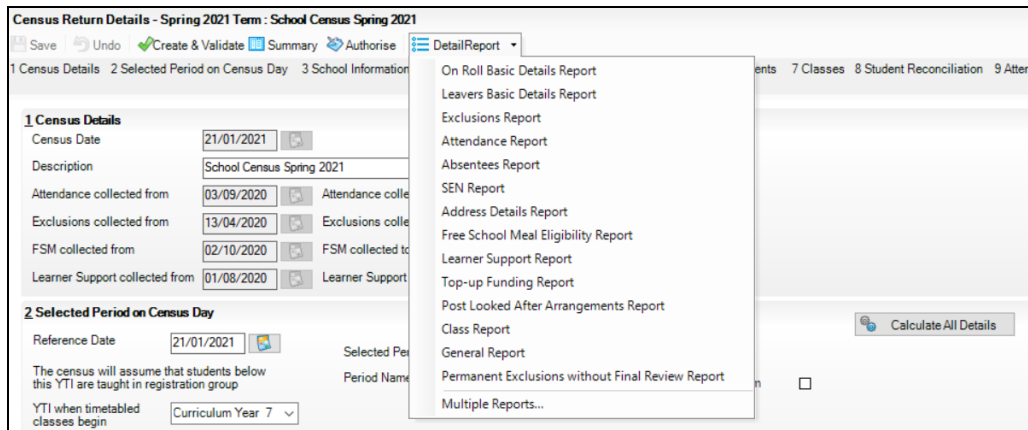 Census Return Details - Spring 2021 Term : School Census Spring 2021
Save Undo Create & Validate Summary Authorise DetailReport
1 Census Details 2 Selected Period on Census Day 3 School Information 7 Classes 8 Student Reconciliation 9
On Roll Basic Details Report
Leavers Basic Details Report
Exclusions Report
Attendance Report
Absentees Report
SEN Report
Address Details Report
Free School Meal Eligibility Report
Learner Support Report
Top-up Funding Report
Post Looked After Arrangements Report
Class Report
General Report
Permanent Exclusions without Final Review Report
Multiple Reports...
1 Census Details
Census Date 21/01/2021
Description School Census Spring 2021
Attendance collected from 03/09/2020 Attendance colle
Exclusions collected from 13/04/2020 Exclusions colle
FSM collected from 02/10/2020 FSM collected to
Learner Support collected from 01/08/2020 Learner Support
2 Selected Period on Census Day
Calculate All Details
Reference Date 21/01/2021
Selected Per
The census will assume that students below
this YTI are taught in registration group
Period Name
YTI when timetabled
classes begin
Curriculum Year 7